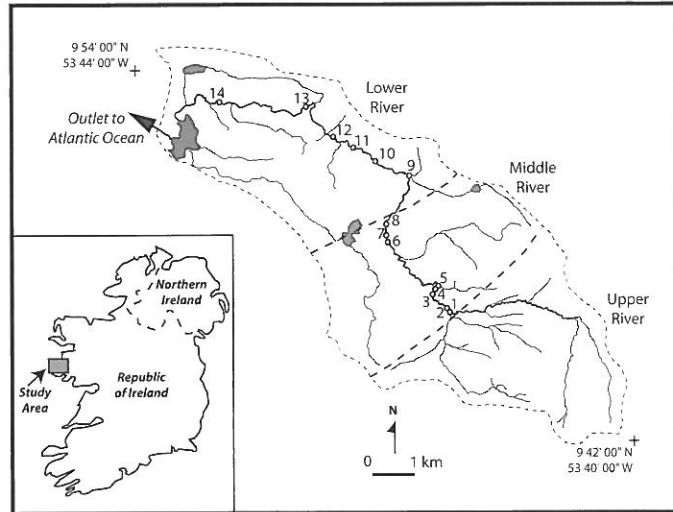 9 54' 00" N
53 44' 00" W
Outlet to
Atlantic Ocean
Lower
River
Middle
River
Upper
River
14
13
12
11
10
9
8
7
6
5
4
3
2
1
Northern
Ireland
Republic
of Ireland
Study
Area
N
0 1 km
9 42' 00" N
53 40' 00" W